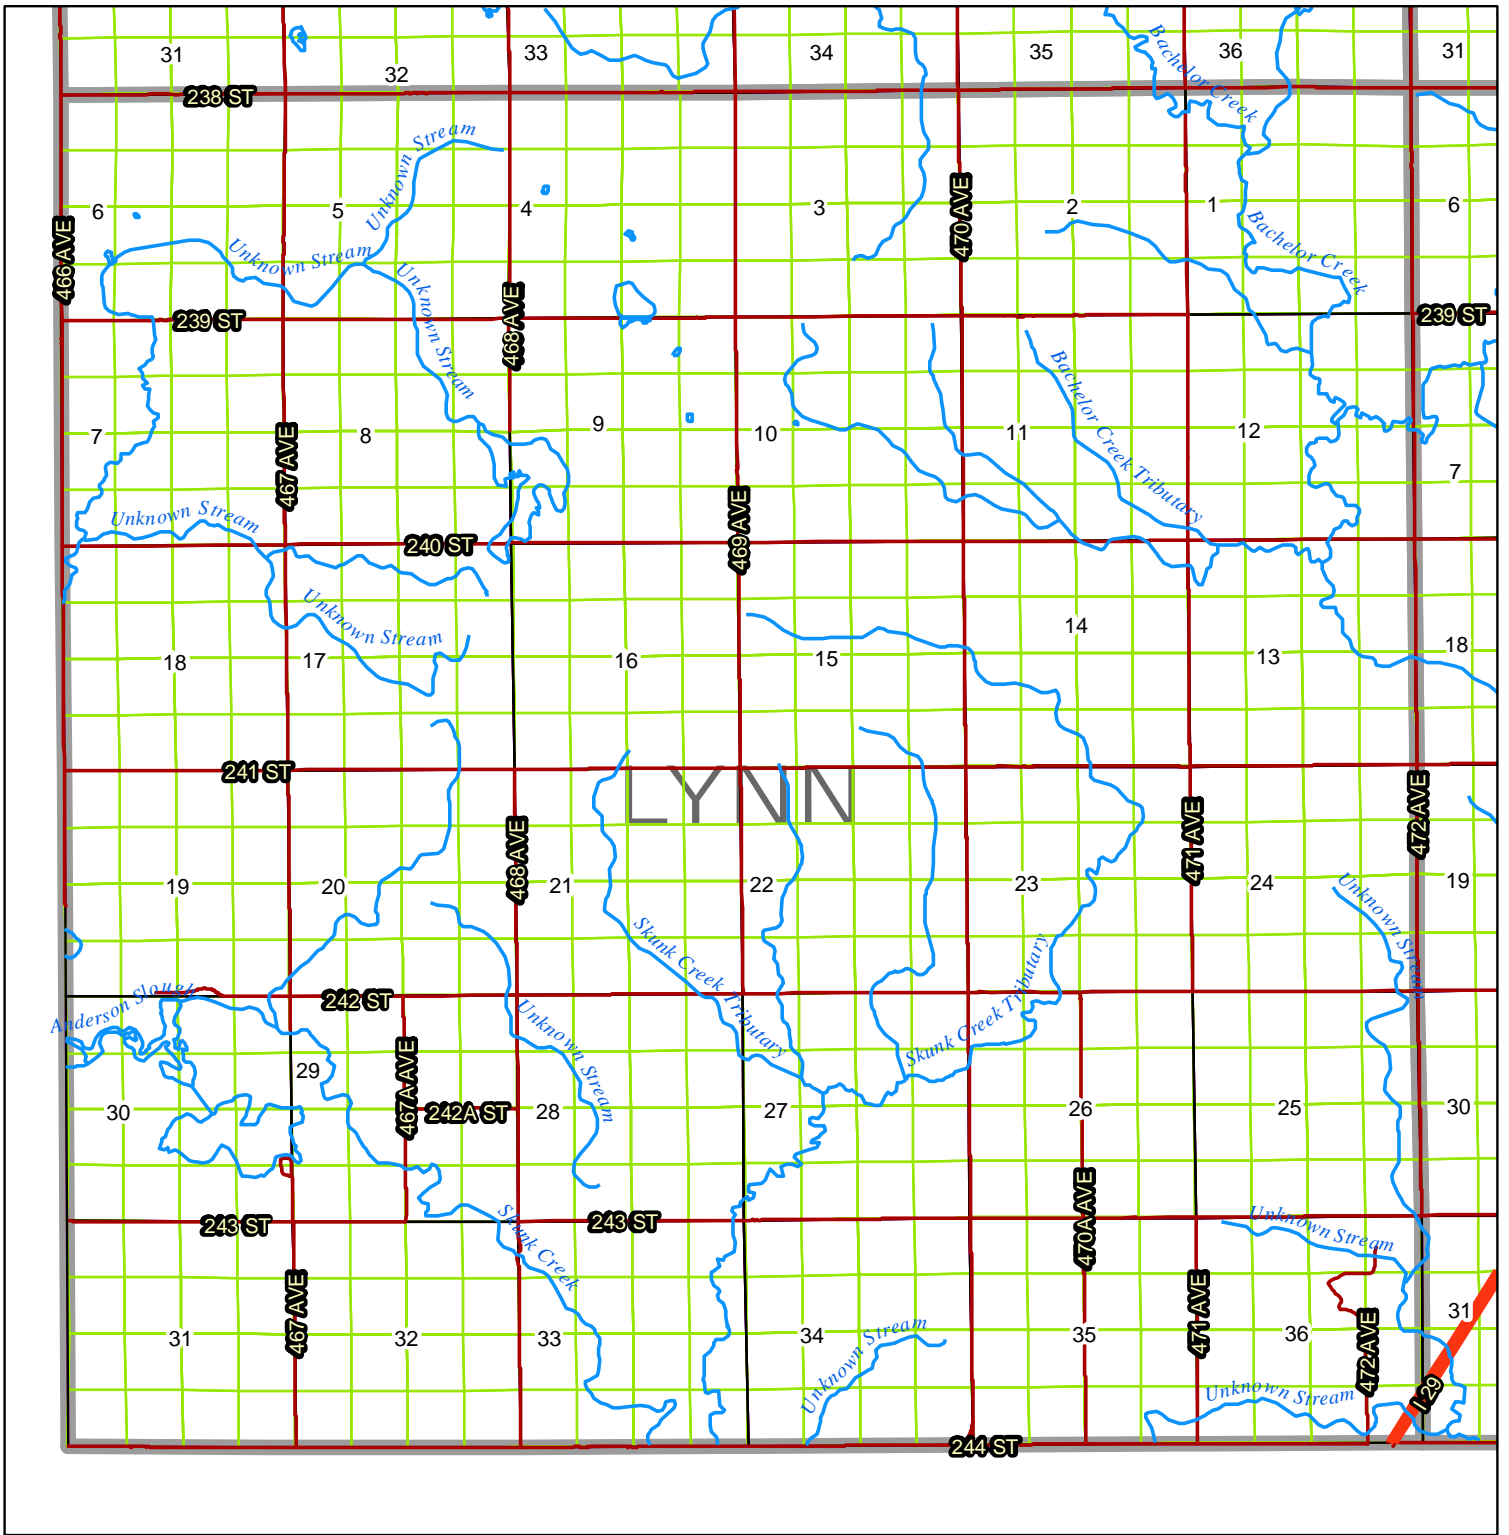 31
32
33
34
35
36
31
238 ST
Bachelor Creek
Unknown Stream
6
5
4
3
2
1
6
466 AVE
470 AVE
Unknown Stream
Unknown Stream
Bachelor Creek
239 ST
468 AVE
239 ST
Bachelor Creek Tributary
7
8
9
10
11
12
7
467 AVE
469 AVE
Unknown Stream
240 ST
Unknown Stream
18
17
16
15
14
13
18
241 ST
LYNN
468 AVE
471 AVE
472 AVE
19
20
21
22
23
24
19
Unknown Stream
Skunk Creek Tributary
Skunk Creek Tributary
Anderson Slough
242 ST
Unknown Stream
467A AVE
29
30
242A ST
28
27
26
25
30
243 ST
243 ST
470A AVE
Unknown Stream
Skunk Creek
467 AVE
471 AVE
31
32
33
34
35
36
31
Unknown Stream
472 AVE
Unknown Stream
I-29
244 ST